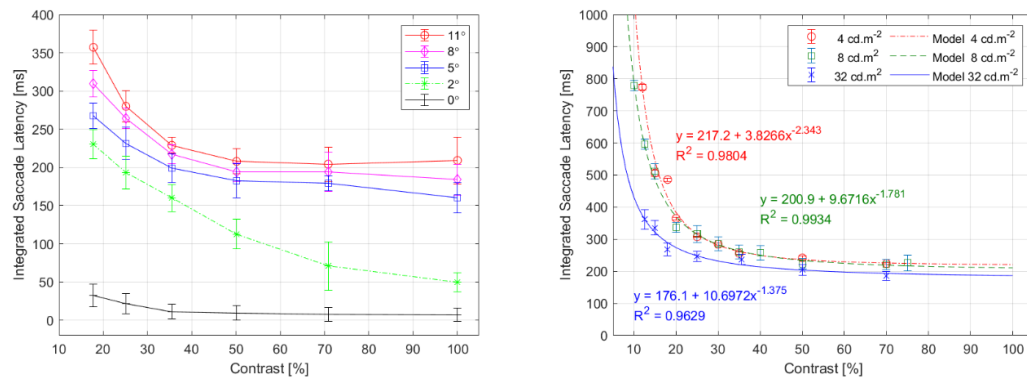 400
350
300
250
200
150
100
50
0
Integrated Saccade Latency [ms]
11°
8°
5°
2°
0°
10 20 30 40 50 60 70 80 90 100
Contrast [%]
1000
900
800
700
600
500
400
300
200
100
0
Integrated Saccade Latency [ms]
4 cd.m⁻² Model 4 cd.m⁻²
8 cd.m² Model 8 cd.m⁻²
32 cd.m² Model 32 cd.m⁻²
y = 217.2 + 3.8266x⁻²·³⁴³
R² = 0.9804
y = 200.9 + 9.6716x⁻¹·⁷⁸¹
R² = 0.9934
y = 176.1 + 10.6972x⁻¹·³⁷⁵
R² = 0.9629
10 20 30 40 50 60 70 80 90 100
Contrast [%]